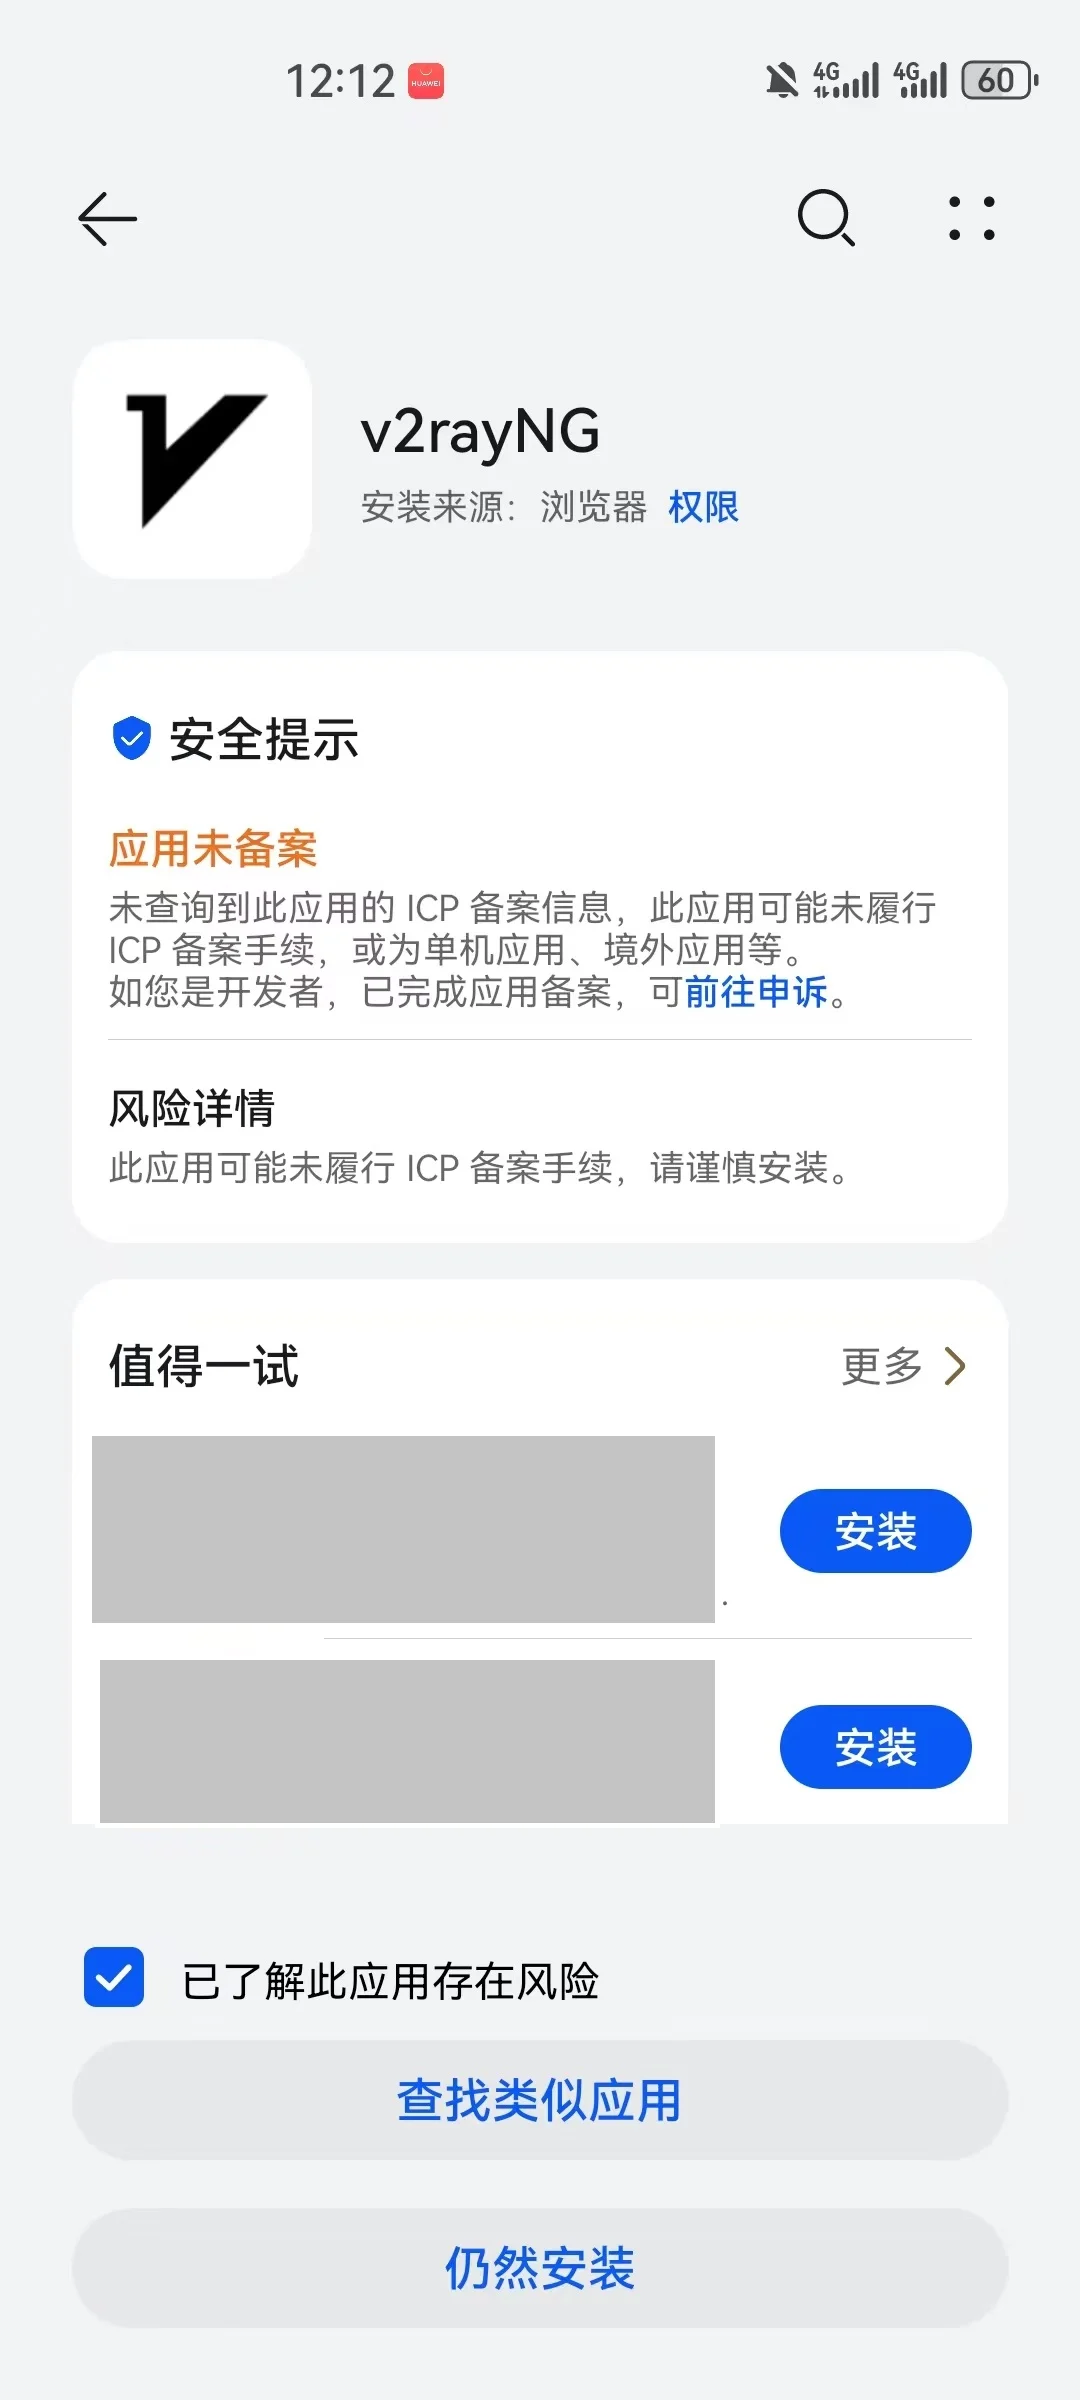 12:12
HUAWEI
4G
4G
60
v2rayNG
安装来源：浏览器 权限
安全提示
应用未备案
未查询到此应用的 ICP 备案信息，此应用可能未履行
ICP 备案手续，或为单机应用、境外应用等。
如您是开发者，已完成应用备案，可前往申诉。
风险详情
此应用可能未履行 ICP 备案手续，请谨慎安装。
值得一试
更多
安装
安装
已了解此应用存在风险
查找类似应用
仍然安装